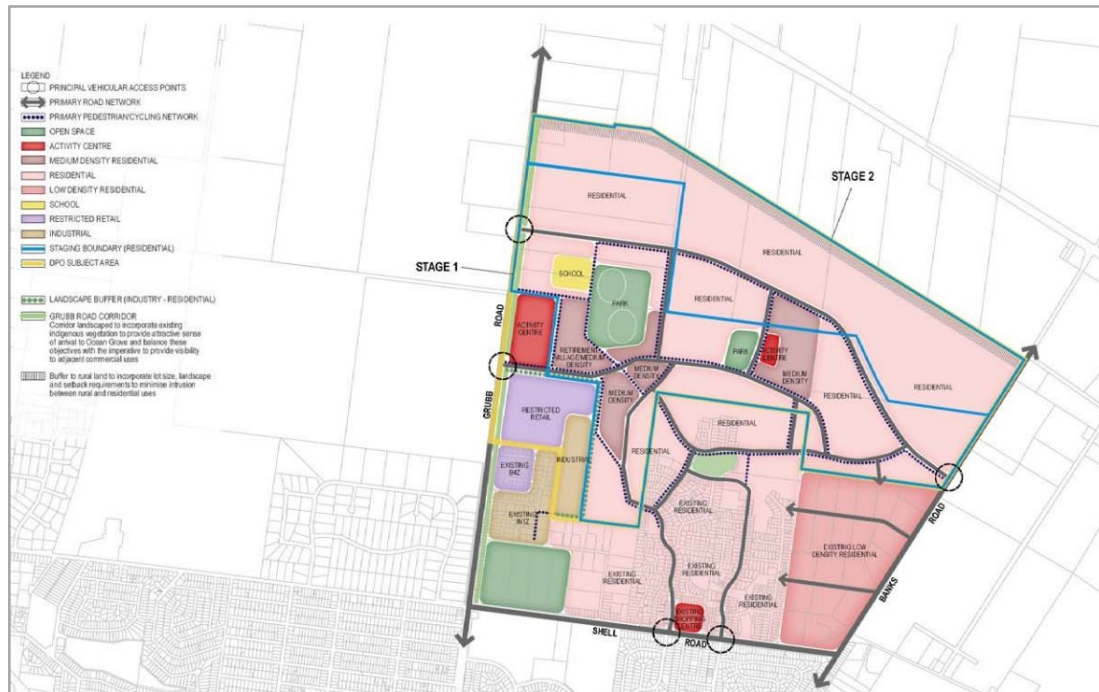 LEGEND
PRINCIPAL VEHICULAR ACCESS POINTS
PRIMARY ROAD NETWORK
PRIMARY PEDESTRIAN/CYCLING NETWORK
OPEN SPACE
ACTIVITY CENTRE
MEDIUM DENSITY RESIDENTIAL
RESIDENTIAL
LOW DENSITY RESIDENTIAL
SCHOOL
RESTRICTED RETAIL
INDUSTRIAL
STAGING BOUNDARY (RESIDENTIAL)
DPO SUBJECT AREA
LANDSCAPE BUFFER (INDUSTRY - RESIDENTIAL)
GRUBB ROAD CORRIDOR
Corridor landscaped to incorporate existing
indigenous vegetation to provide attractive sense
of arrival to Ocean Grove and balance these
objectives with the imperative to provide visibility
to adjacent commercial uses
Buffer to rural land to incorporate lot size, landscape
and setback requirements to minimise intrusion
between rural and residential uses
STAGE 2
RESIDENTIAL
RESIDENTIAL
STAGE 1
SCHOOL
PARK
RESIDENTIAL
ROAD
ACTIVITY
CENTRE
RETIREMENT
VILLAGE/MEDIUM
DENSITY
PARK
ACTIVITY
CENTRE
MEDIUM
DENSITY
MEDIUM
DENSITY
MEDIUM
DENSITY
RESIDENTIAL
RESIDENTIAL
GRUBB
RESTRICTED
RETAIL
RESIDENTIAL
RESIDENTIAL
INDUSTRIAL
EXISTING
B4Z
EXISTING
IN1Z
EXISTING
RESIDENTIAL
EXISTING
RESIDENTIAL
EXISTING
RESIDENTIAL
EXISTING
RESIDENTIAL
EXISTING LOW
DENSITY RESIDENTIAL
ROAD
BANKS
EXISTING
SHOPPING
CENTRE
SHELL
ROAD